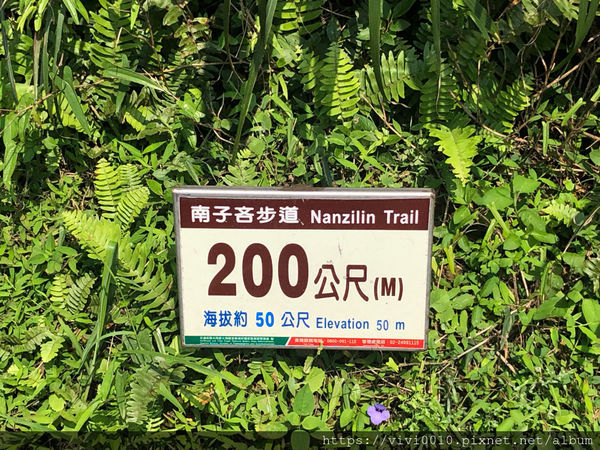 南子吝步道 Nanzilin Trail
200公尺(M)
海拔約 50 公尺 Elevation 50 m
https://vivi0010.pixnet.net/album